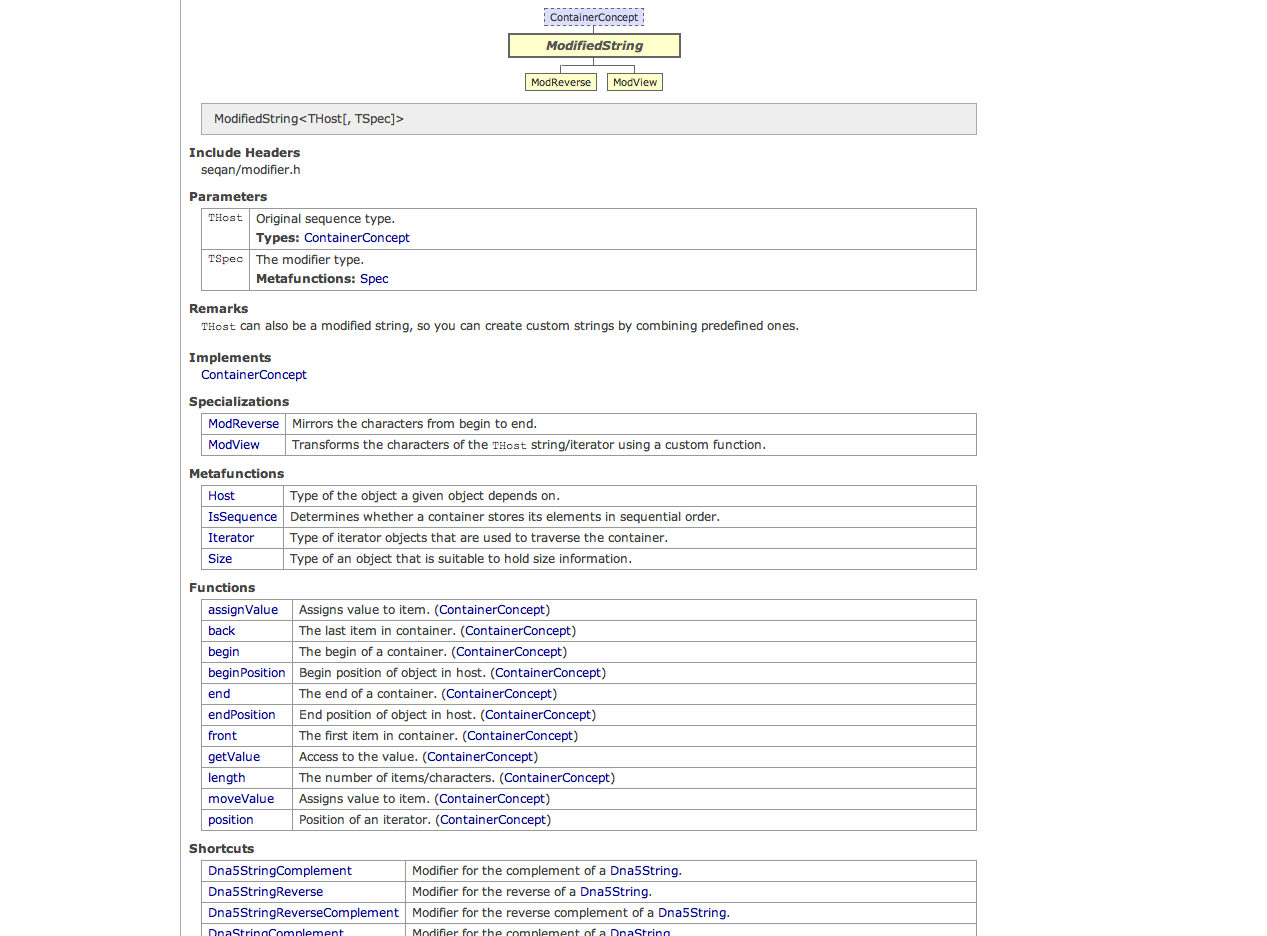 ContainerConcept
ModifiedString
ModReverse ModView
ModifiedString<THost[, TSpec]>
Include Headers
seqan/modifier.h
Parameters
THost Original sequence type.
Types: ContainerConcept
TSpec The modifier type.
Metafunctions: Spec
Remarks
THost can also be a modified string, so you can create custom strings by combining predefined ones.
Implements
ContainerConcept
Specializations
ModReverse Mirrors the characters from begin to end.
ModView Transforms the characters of the THost string/iterator using a custom function.
Metafunctions
Host Type of the object a given object depends on.
IsSequence Determines whether a container stores its elements in sequential order.
Iterator Type of iterator objects that are used to traverse the container.
Size Type of an object that is suitable to hold size information.
Functions
assignValue Assigns value to item. (ContainerConcept)
back The last item in container. (ContainerConcept)
begin The begin of a container. (ContainerConcept)
beginPosition Begin position of object in host. (ContainerConcept)
end The end of a container. (ContainerConcept)
endPosition End position of object in host. (ContainerConcept)
front The first item in container. (ContainerConcept)
getValue Access to the value. (ContainerConcept)
length The number of items/characters. (ContainerConcept)
moveValue Assigns value to item. (ContainerConcept)
position Position of an iterator. (ContainerConcept)
Shortcuts
Dna5StringComplement Modifier for the complement of a Dna5String.
Dna5StringReverse Modifier for the reverse of a Dna5String.
Dna5StringReverseComplement Modifier for the reverse complement of a Dna5String.
DnaStringComplement Modifier for the complement of a DnaString.